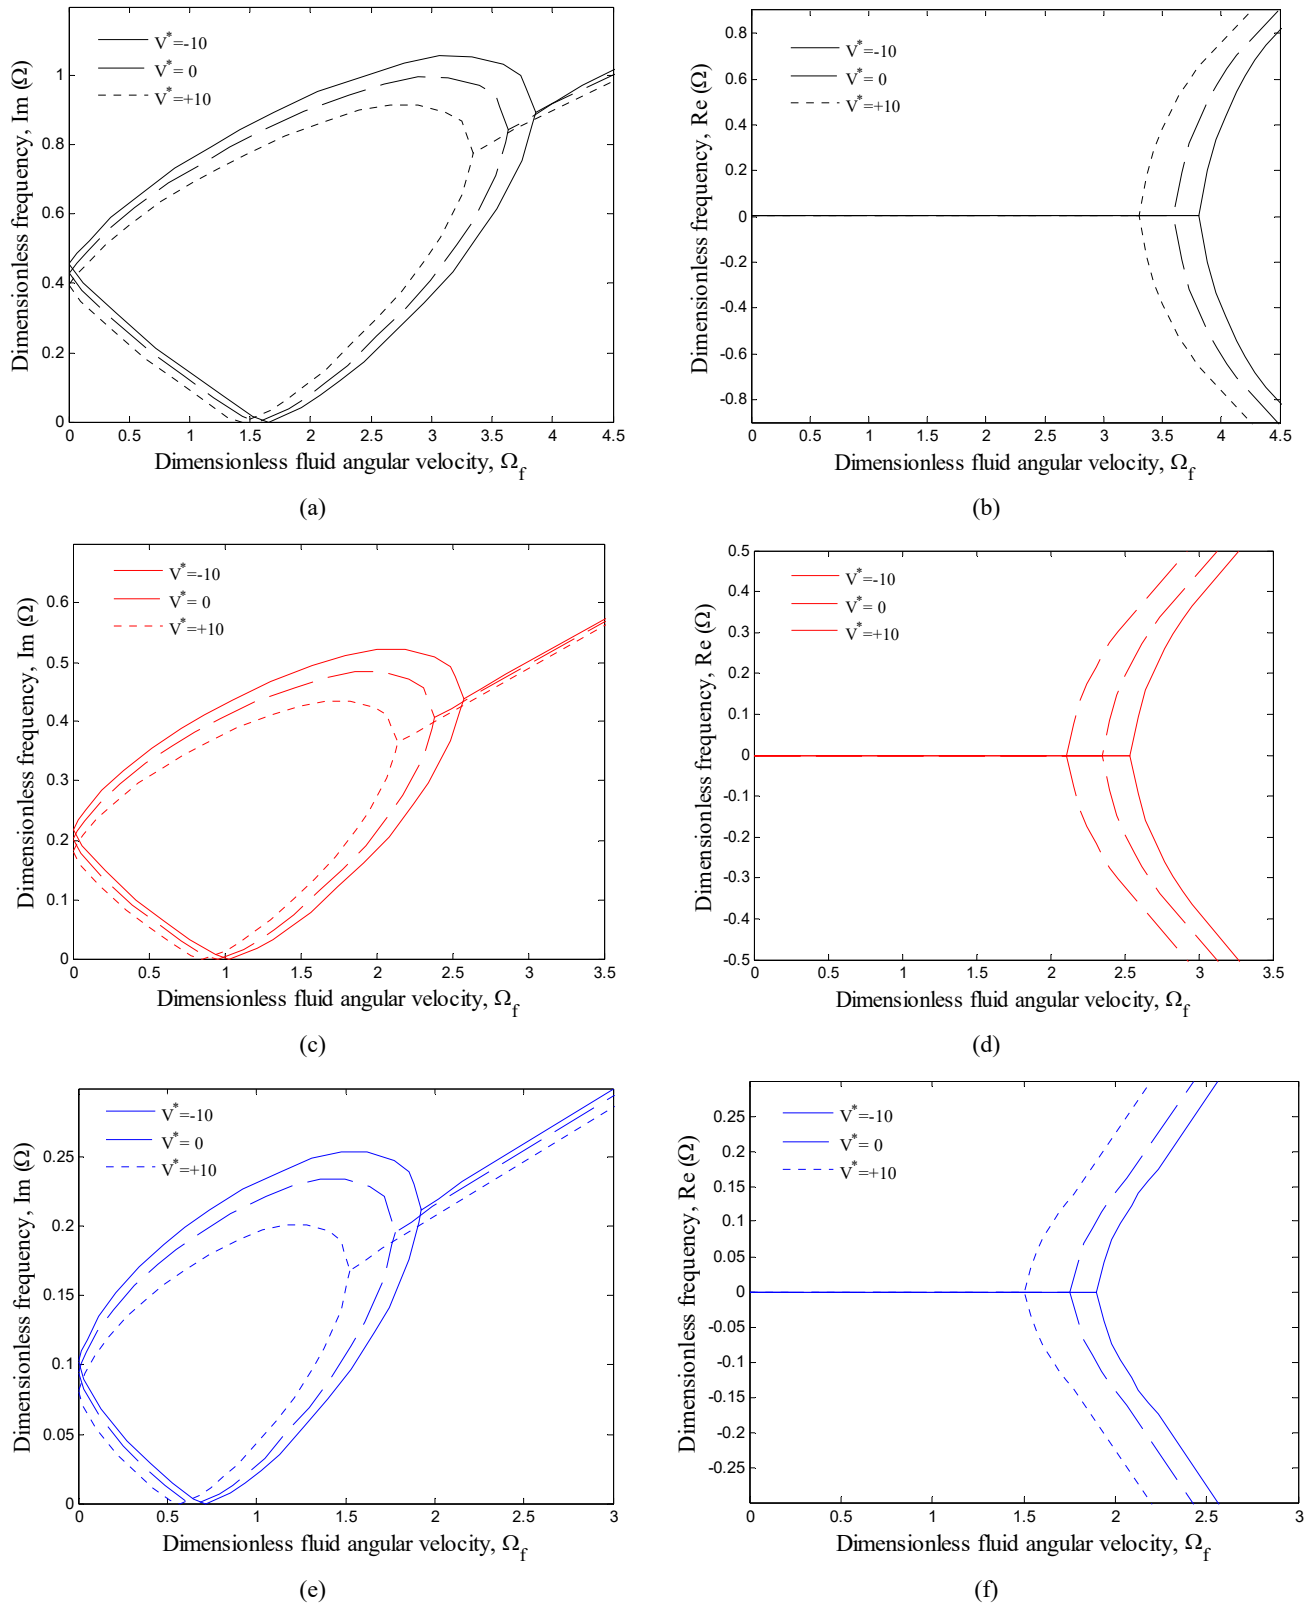 V*=-10
V*= 0
V*=+10
Dimensionless frequency, Im (Ω)
1
0.8
0.6
0.4
0.2
0
0 0.5 1 1.5 2 2.5 3 3.5 4 4.5
Dimensionless fluid angular velocity, Ωf
(a)
V*=-10
V*= 0
V*=+10
Dimensionless frequency, Re (Ω)
0.8
0.6
0.4
0.2
0
-0.2
-0.4
-0.6
-0.8
0 0.5 1 1.5 2 2.5 3 3.5 4 4.5
Dimensionless fluid angular velocity, Ωf
(b)
V*=-10
V*= 0
V*=+10
Dimensionless frequency, Im (Ω)
0.6
0.5
0.4
0.3
0.2
0.1
0
0 0.5 1 1.5 2 2.5 3 3.5
Dimensionless fluid angular velocity, Ωf
(c)
V*=-10
V*= 0
V*=+10
Dimensionless frequency, Re (Ω)
0.5
0.4
0.3
0.2
0.1
0
-0.1
-0.2
-0.3
-0.4
-0.5
0 0.5 1 1.5 2 2.5 3 3.5
Dimensionless fluid angular velocity, Ωf
(d)
V*=-10
V*= 0
V*=+10
Dimensionless frequency, Im (Ω)
0.25
0.2
0.15
0.1
0.05
0
0 0.5 1 1.5 2 2.5 3
Dimensionless fluid angular velocity, Ωf
(e)
V*=-10
V*= 0
V*=+10
Dimensionless frequency, Re (Ω)
0.25
0.2
0.15
0.1
0.05
0
-0.05
-0.1
-0.15
-0.2
-0.25
0 0.5 1 1.5 2 2.5 3
Dimensionless fluid angular velocity, Ωf
(f)